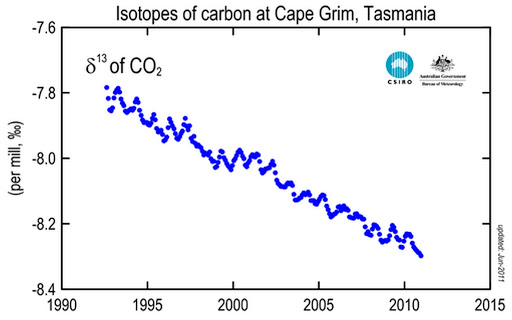 Isotopes of carbon at Cape Grim, Tasmania
-7.6
δ13 of CO2
CSIRO
Australian Government
Bureau of Meteorology
-7.8
(per mill, ‰)
-8.0
-8.2
-8.4
1990 1995 2000 2005 2010 2015
updated: Jun-2011